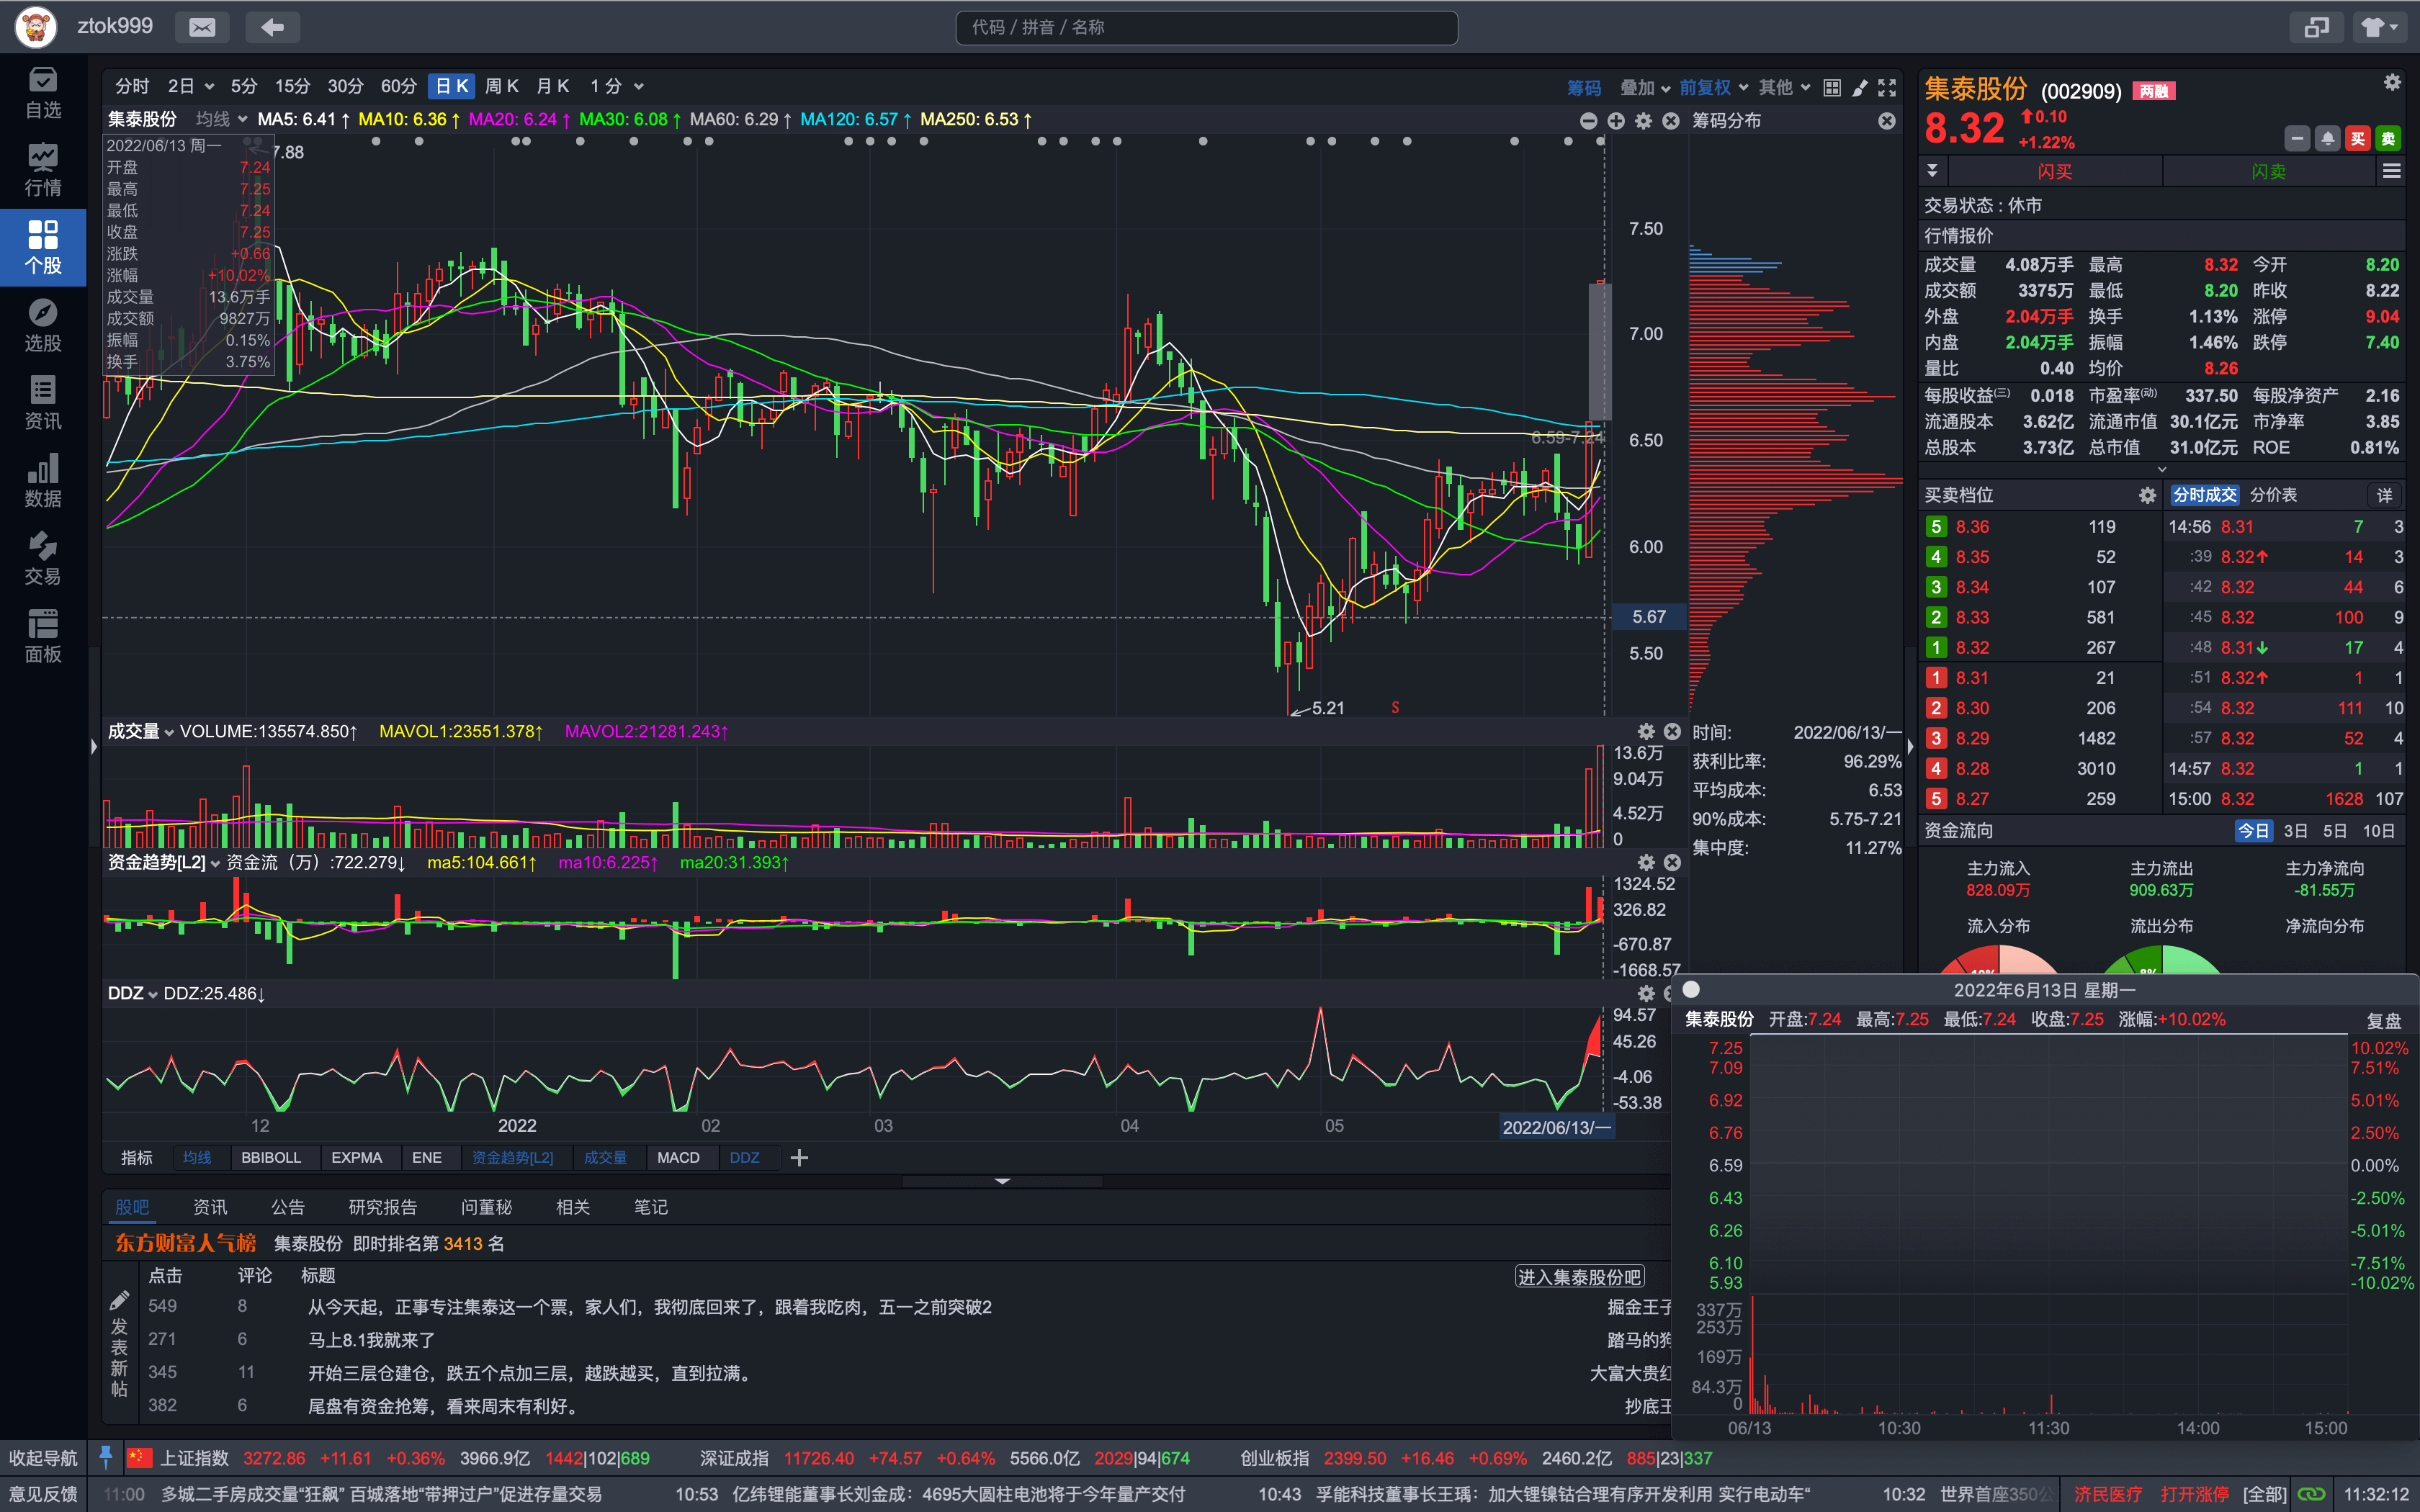 ztok999
代码 / 拼音 / 名称
自选
行情
个股
选股
资讯
数据
交易
面板
分时 2日 5分 15分 30分 60分 日K 周K 月K 1分 筹码 叠加 前复权 其他
集泰股份 均线 MA5: 6.41↑ MA10: 6.36↑ MA20: 6.24↑ MA30: 6.08↑ MA60: 6.29↑ MA120: 6.57↑ MA250: 6.53↑ 筹码分布
2022/06/13 周一
开盘 7.24
最高 7.25
最低 7.24
收盘 7.25
涨跌 +0.66
涨幅 +10.02%
成交量 13.6万手
成交额 9827万
振幅 0.15%
换手 3.75%
7.88
7.50
7.00
6.50
6.00
5.67
5.50
6.59-7.24
5.21 S
成交量 VOLUME:135574.850↑ MAVOL1:23551.378↑ MAVOL2:21281.243↑
13.6万
9.04万
4.52万
0
时间: 2022/06/13/一
获利比率: 96.29%
平均成本: 6.53
90%成本: 5.75-7.21
集中度: 11.27%
资金趋势[L2] 资金流（万）:722.279↓ ma5:104.661↑ ma10:6.225↑ ma20:31.393↑
1324.52
326.82
-670.87
-1668.57
DDZ DDZ:25.486↓
94.57
45.26
-4.06
-53.38
12 2022 02 03 04 05 2022/06/13/一
指标 均线 BBIBOLL EXPMA ENE 资金趋势[L2] 成交量 MACD DDZ
股吧 资讯 公告 研究报告 问董秘 相关 笔记
东方财富人气榜 集泰股份 即时排名第 3413 名
点击 评论 标题 进入集泰股份吧
549 8 从今天起，正事专注集泰这一个票，家人们，我彻底回来了，跟着我吃肉，五一之前突破2 掘金王子
271 6 马上8.1我就来了 踏马的狗
345 11 开始三层仓建仓，跌五个点加三层，越跌越买，直到拉满。 大富大贵红
382 6 尾盘有资金抢筹，看来周末有利好。 抄底王
发表新帖
集泰股份 (002909) 两融
8.32 0.10
+1.22%
买 卖
闪买 闪卖
交易状态：休市
行情报价
成交量 4.08万手 最高 8.32 今开 8.20
成交额 3375万 最低 8.20 昨收 8.22
外盘 2.04万手 换手 1.13% 涨停 9.04
内盘 2.04万手 振幅 1.46% 跌停 7.40
量比 0.40 均价 8.26
每股收益(三) 0.018 市盈率(动) 337.50 每股净资产 2.16
流通股本 3.62亿 流通市值 30.1亿元 市净率 3.85
总股本 3.73亿 总市值 31.0亿元 ROE 0.81%
买卖档位 分时成交 分价表 详
5 8.36 119 14:56 8.31 7 3
4 8.35 52 :39 8.32↑ 14 3
3 8.34 107 :42 8.32 44 6
2 8.33 581 :45 8.32 100 9
1 8.32 267 :48 8.31↓ 17 4
1 8.31 21 :51 8.32↑ 1 1
2 8.30 206 :54 8.32 111 10
3 8.29 1482 :57 8.32 52 4
4 8.28 3010 14:57 8.32 1 1
5 8.27 259 15:00 8.32 1628 107
资金流向 今日 3日 5日 10日
主力流入 主力流出 主力净流向
828.09万 909.63万 -81.55万
流入分布 流出分布 净流向分布
2022年6月13日 星期一
集泰股份 开盘:7.24 最高:7.25 最低:7.24 收盘:7.25 涨幅:+10.02% 复盘
7.25 10.02%
7.09 7.51%
6.92 5.01%
6.76 2.50%
6.59 0.00%
6.43 -2.50%
6.26 -5.01%
6.10 -7.51%
5.93 -10.02%
337万
253万
169万
84.3万
0
06/13 10:30 11:30 14:00 15:00
收起导航 上证指数 3272.86 +11.61 +0.36% 3966.9亿 1442|102|689 深证成指 11726.40 +74.57 +0.64% 5566.0亿 2029|94|674 创业板指 2399.50 +16.46 +0.69% 2460.2亿 885|23|337
意见反馈 11:00 多城二手房成交量“狂飙” 百城落地“带押过户”促进存量交易 10:53 亿纬锂能董事长刘金成：4695大圆柱电池将于今年量产交付 10:43 孚能科技董事长王瑀：加大锂镍钴合理有序开发利用 实行电动车“ 10:32 世界首座350公 济民医疗 打开涨停 [全部] 11:32:12